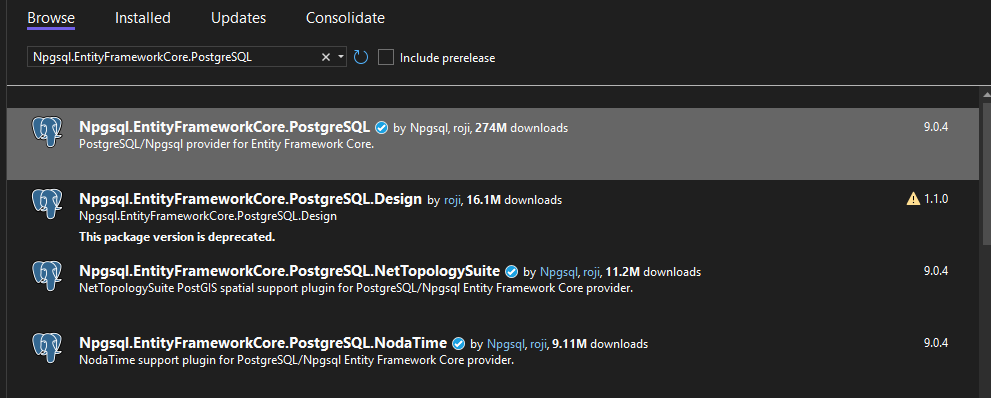 Browse Installed Updates Consolidate
Npgsql.EntityFrameworkCore.PostgreSQL Include prerelease
Npgsql.EntityFrameworkCore.PostgreSQL by Npgsql, roji, 274M downloads 9.0.4
PostgreSQL/Npgsql provider for Entity Framework Core.
Npgsql.EntityFrameworkCore.PostgreSQL.Design by roji, 16.1M downloads 1.1.0
Npgsql.EntityFrameworkCore.PostgreSQL.Design
This package version is deprecated.
Npgsql.EntityFrameworkCore.PostgreSQL.NetTopologySuite by Npgsql, roji, 11.2M downloads 9.0.4
NetTopologySuite PostGIS spatial support plugin for PostgreSQL/Npgsql Entity Framework Core provider.
Npgsql.EntityFrameworkCore.PostgreSQL.NodaTime by Npgsql, roji, 9.11M downloads 9.0.4
NodaTime support plugin for PostgreSQL/Npgsql Entity Framework Core provider.